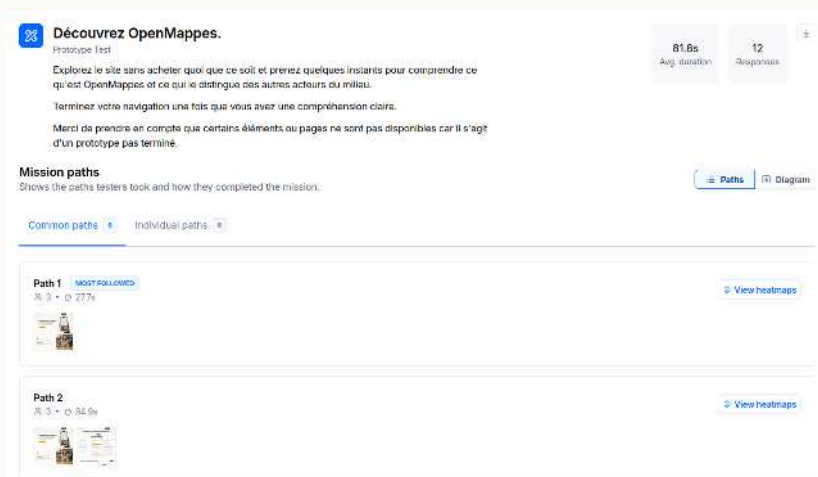 Découvrez OpenMappes.
Prototype Test
81.8s
12
Avg. duration
Responses
Explorez le site sans acheter quoi que ce soit et prenez quelques instants pour comprendre ce
qu'est OpenMappes et ce qui le distingue des autres acteurs du milieu.
Terminez votre navigation une fois que vous avez une compréhension claire.
Merci de prendre en compte que certains éléments ou pages ne sont pas disponibles car il s'agit
d'un prototype pas terminé.
Mission paths
Shows the paths testers took and how they completed the mission.
Paths
Diagram
Common paths
Individual paths
Path 1 MOST FOLLOWED
3 • 27.7s
View heatmaps
Path 2
3 • 84.9s
View heatmaps